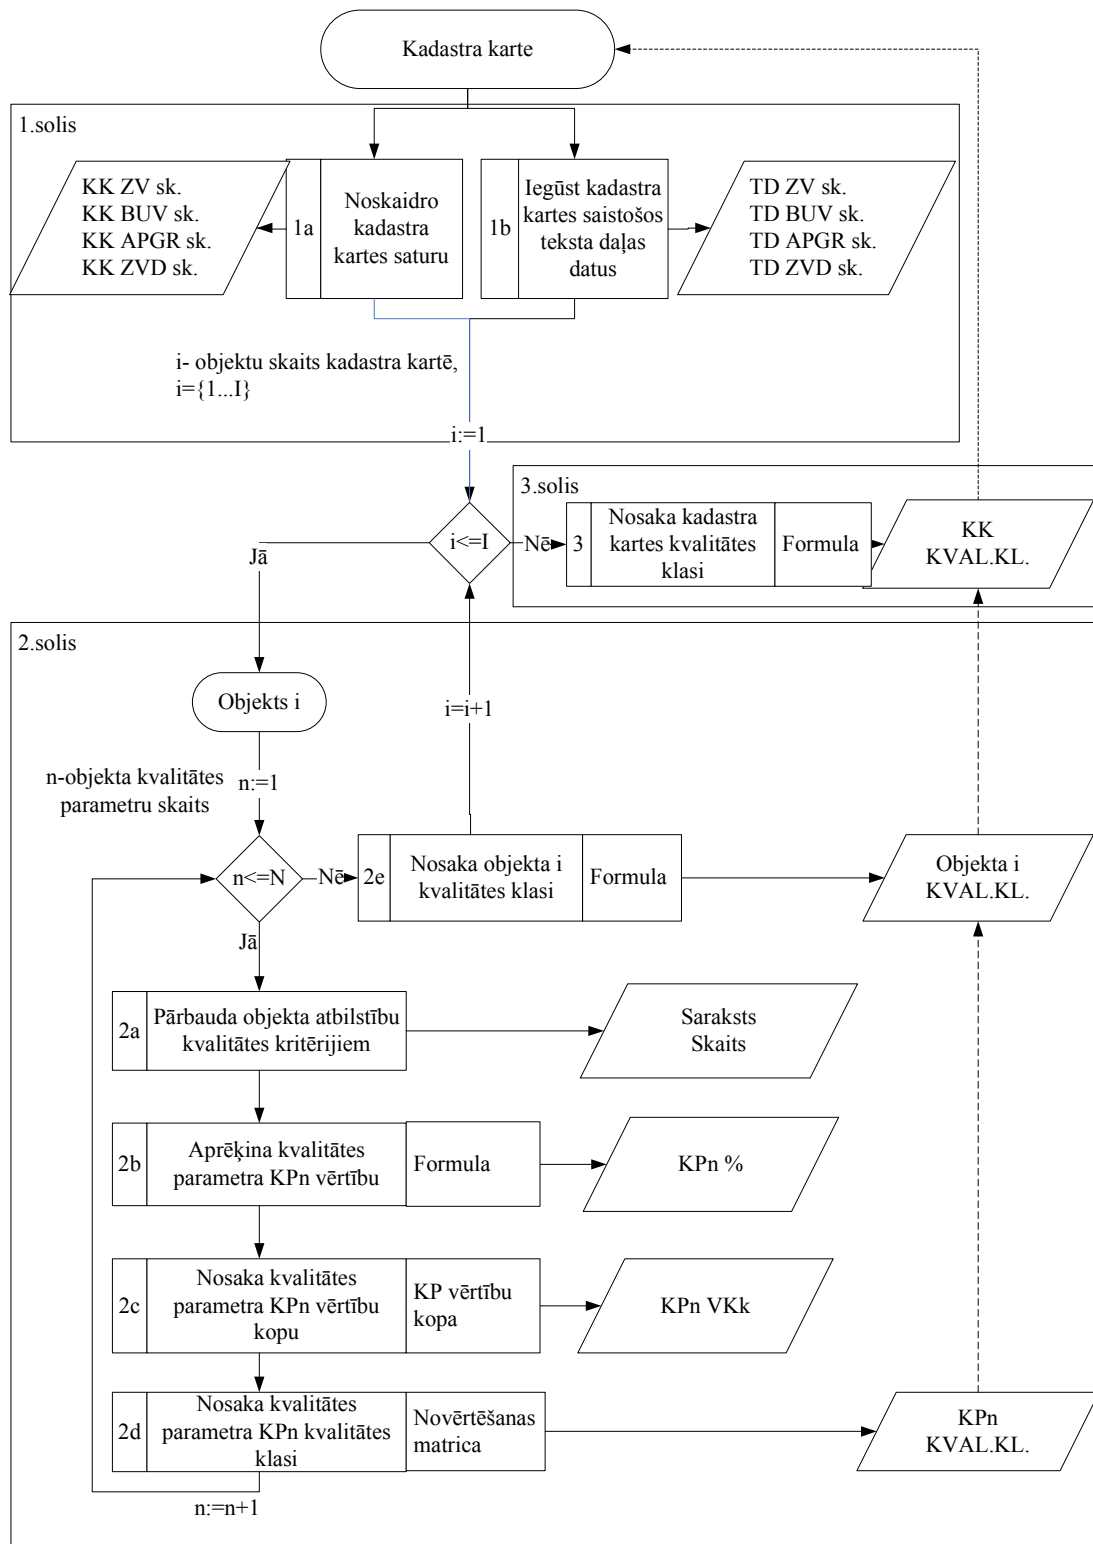 Kadastra karte
1.solis
KK ZV sk.
KK BUV sk.
KK APGR sk.
KK ZVD sk.
1a
Noskaidro
kadastra
kartes saturu
1b
Iegūst kadastra
kartes saistošos
teksta daļas
datus
TD ZV sk.
TD BUV sk.
TD APGR sk.
TD ZVD sk.
i- objektu skaits kadastra kartē,
i={1...I}
i:=1
3.solis
i<=I
Nē
3
Nosaka kadastra
kartes kvalitātes
klasi
Formula
KK
KVAL.KL.
Jā
2.solis
Objekts i
i=i+1
n-objekta kvalitātes
parametru skaits
n:=1
n<=N
Nē
2e
Nosaka objekta i
kvalitātes klasi
Formula
Objekta i
KVAL.KL.
Jā
2a
Pārbauda objekta atbilstību
kvalitātes kritērijiem
Saraksts
Skaits
2b
Aprēķina kvalitātes
parametra KPn vērtību
Formula
KPn %
2c
Nosaka kvalitātes
parametra KPn vērtību
kopu
KP vērtību
kopa
KPn VKk
2d
Nosaka kvalitātes
parametra KPn kvalitātes
klasi
Novērtēšanas
matrica
KPn
KVAL.KL.
n:=n+1